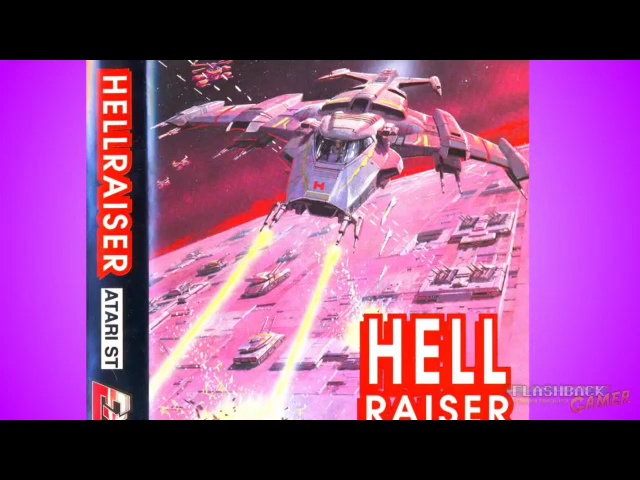 HELLRAISER
ATARI ST
H
HELL
RAISER
FLASHBACK
GAMER